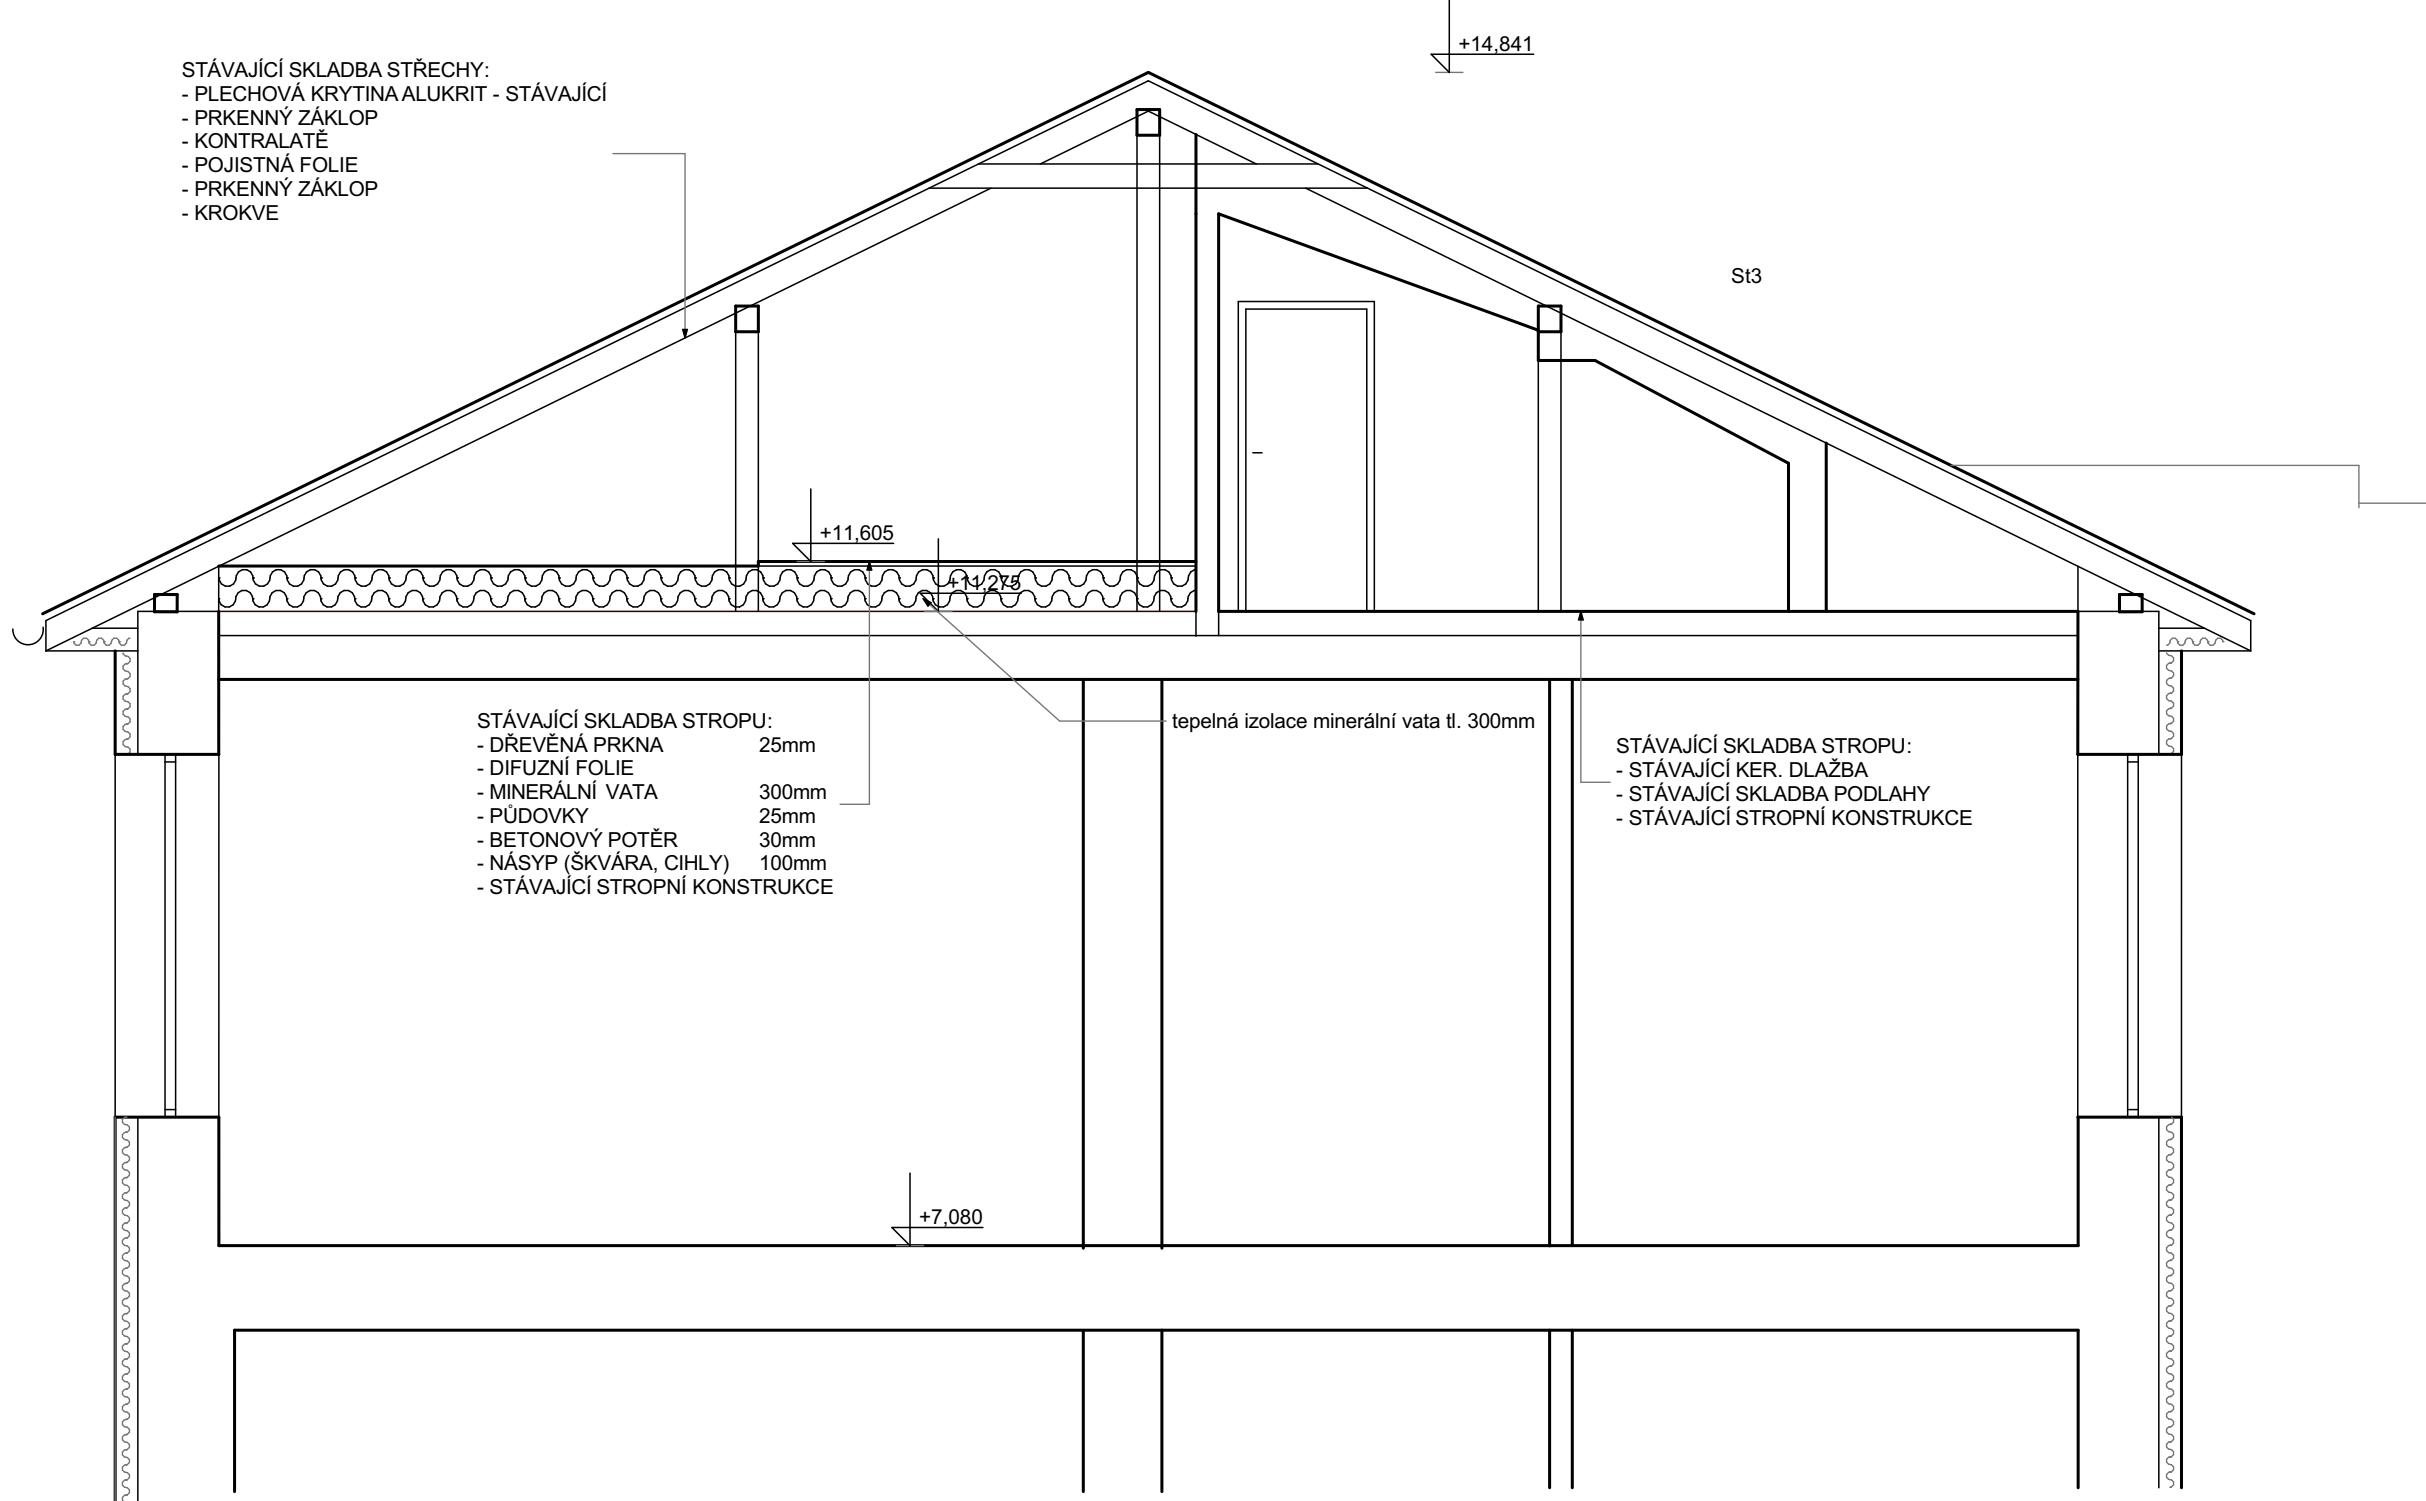 +14,841
STÁVAJÍCÍ SKLADBA STŘECHY:
- PLECHOVÁ KRYTINA ALUKRIT - STÁVAJÍCÍ
- PRKENNÝ ZÁKLOP
- KONTRALATĚ
- POJISTNÁ FOLIE
- PRKENNÝ ZÁKLOP
- KROKVE
St3
+11,605
+11,275
STÁVAJÍCÍ SKLADBA STROPU:
- DŘEVĚNÁ PRKNA 25mm
- DIFUZNÍ FOLIE
- MINERÁLNÍ VATA 300mm
- PŮDOVKY 25mm
- BETONOVÝ POTĚR 30mm
- NÁSYP (ŠKVÁRA, CIHLY) 100mm
- STÁVAJÍCÍ STROPNÍ KONSTRUKCE
tepelná izolace minerální vata tl. 300mm
STÁVAJÍCÍ SKLADBA STROPU:
- STÁVAJÍCÍ KER. DLAŽBA
- STÁVAJÍCÍ SKLADBA PODLAHY
- STÁVAJÍCÍ STROPNÍ KONSTRUKCE
+7,080